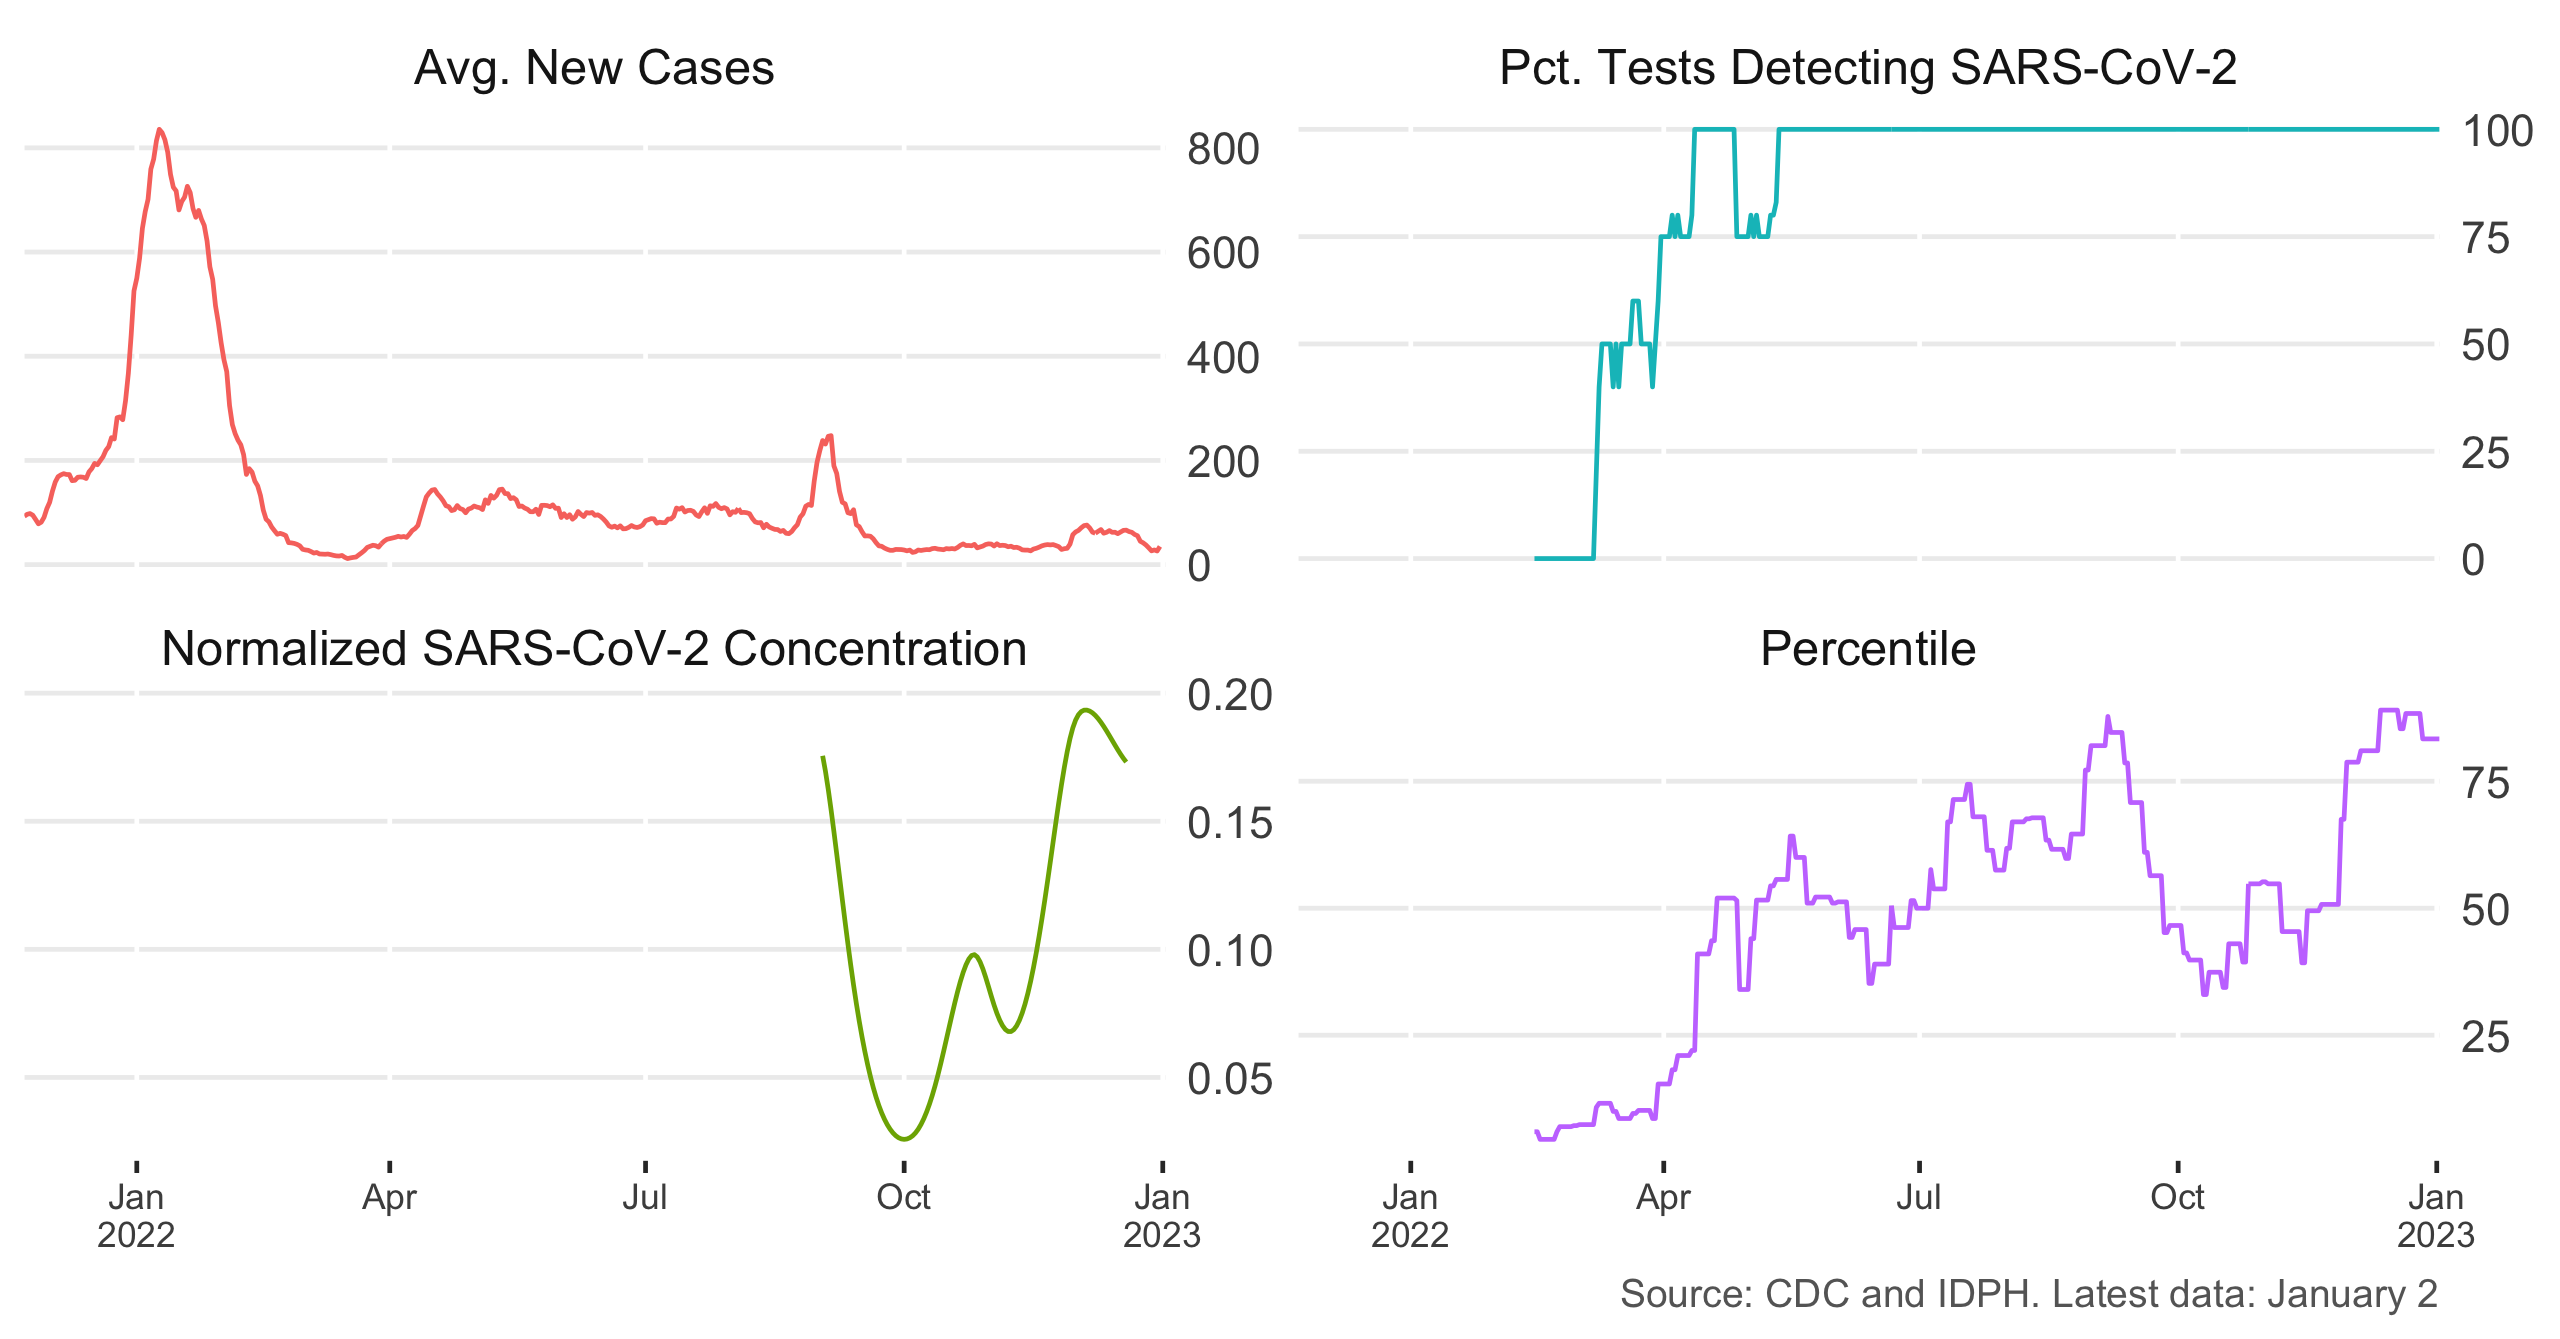 Avg. New Cases
800
600
400
200
0
Pct. Tests Detecting SARS-CoV-2
100
75
50
25
0
Normalized SARS-CoV-2 Concentration
0.20
0.15
0.10
0.05
Jan
2022
Apr
Jul
Oct
Jan
2023
Percentile
75
50
25
Jan
2022
Apr
Jul
Oct
Jan
2023
Source: CDC and IDPH. Latest data: January 2